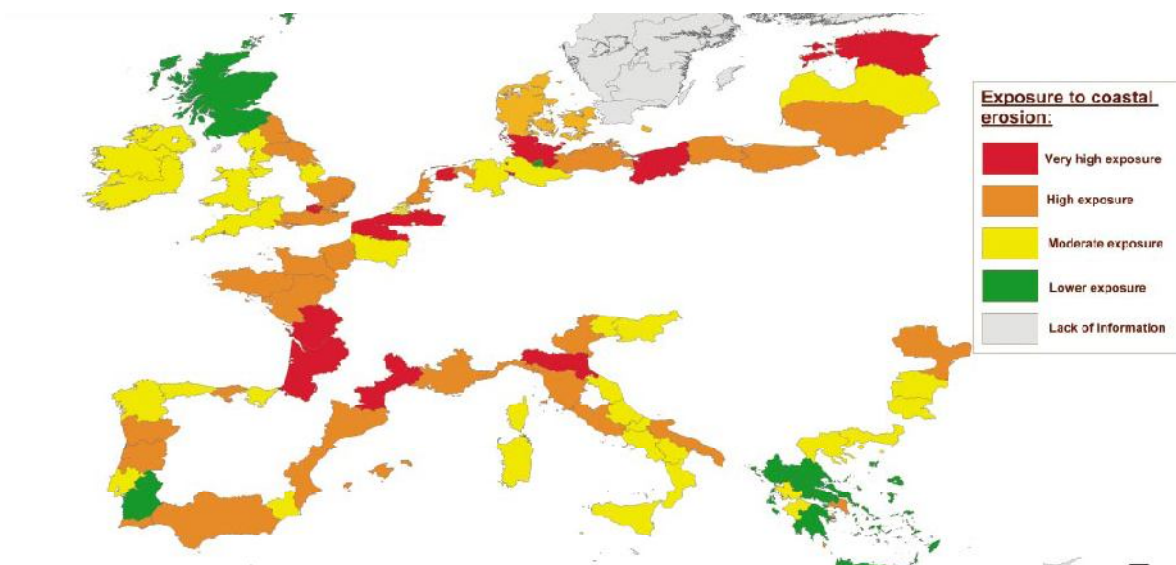 Exposure to coastal
erosion:
Very high exposure
High exposure
Moderate exposure
Lower exposure
Lack of information